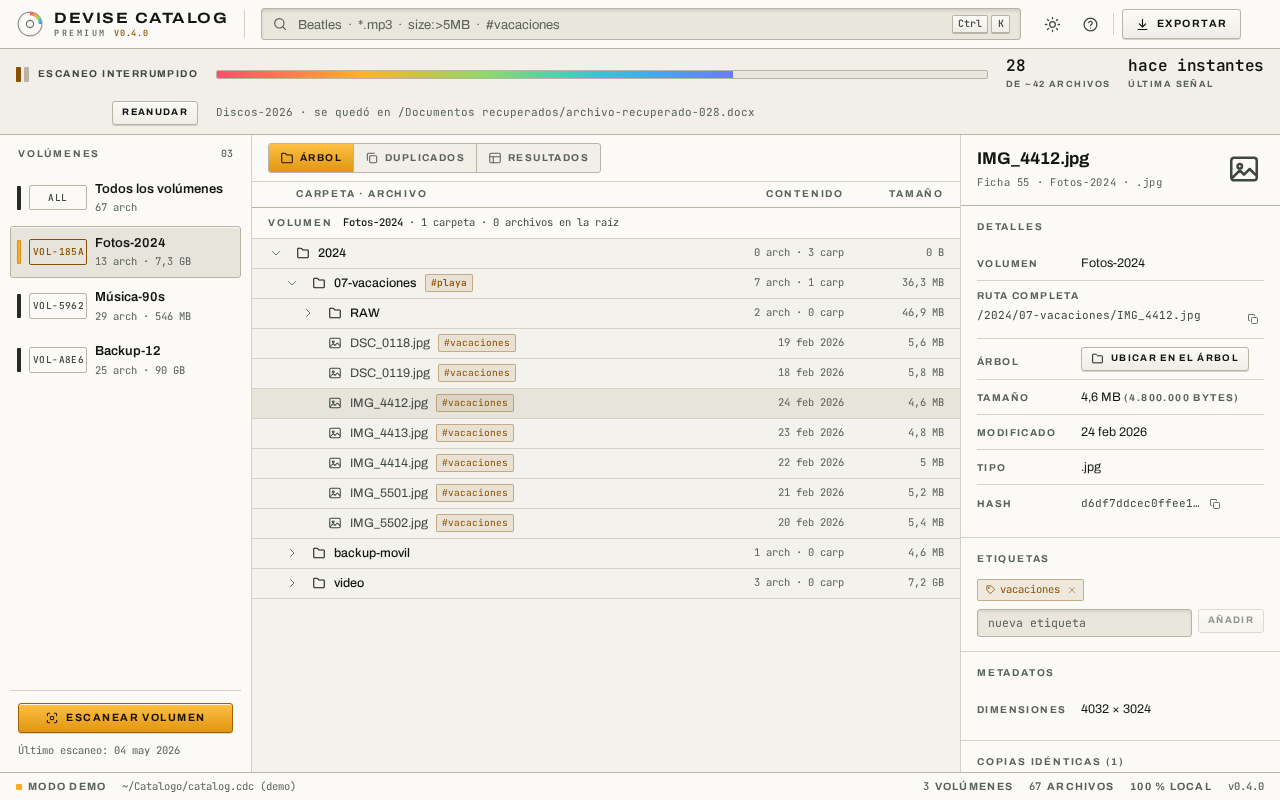 DEVISE CATALOG
PREMIUM V0.4.0
Beatles · *.mp3 · size:>5MB · #vacaciones
Ctrl K
EXPORTAR
ESCANEO INTERRUMPIDO
28
DE ~42 ARCHIVOS
hace instantes
ÚLTIMA SEÑAL
REANUDAR
Discos-2026 · se quedó en /Documentos recuperados/archivo-recuperado-028.docx
VOLÚMENES 03
ALL
Todos los volúmenes
67 arch
VOL-185A
Fotos-2024
13 arch · 7,3 GB
VOL-5962
Música-90s
29 arch · 546 MB
VOL-A8E6
Backup-12
25 arch · 90 GB
ESCANEAR VOLUMEN
Último escaneo: 04 may 2026
ÁRBOL
DUPLICADOS
RESULTADOS
CARPETA · ARCHIVO CONTENIDO TAMAÑO
VOLUMEN Fotos-2024 · 1 carpeta · 0 archivos en la raíz
2024 0 arch · 3 carp 0 B
07-vacaciones #playa 7 arch · 1 carp 36,3 MB
RAW 2 arch · 0 carp 46,9 MB
DSC_0118.jpg #vacaciones 19 feb 2026 5,6 MB
DSC_0119.jpg #vacaciones 18 feb 2026 5,8 MB
IMG_4412.jpg #vacaciones 24 feb 2026 4,6 MB
IMG_4413.jpg #vacaciones 23 feb 2026 4,8 MB
IMG_4414.jpg #vacaciones 22 feb 2026 5 MB
IMG_5501.jpg #vacaciones 21 feb 2026 5,2 MB
IMG_5502.jpg #vacaciones 20 feb 2026 5,4 MB
backup-movil 1 arch · 0 carp 4,6 MB
video 3 arch · 0 carp 7,2 GB
IMG_4412.jpg
Ficha 55 · Fotos-2024 · .jpg
DETALLES
VOLUMEN Fotos-2024
RUTA COMPLETA
/2024/07-vacaciones/IMG_4412.jpg
ÁRBOL UBICAR EN EL ÁRBOL
TAMAÑO 4,6 MB (4.800.000 BYTES)
MODIFICADO 24 feb 2026
TIPO .jpg
HASH d6df7ddcec0ffee1…
ETIQUETAS
vacaciones
nueva etiqueta AÑADIR
METADATOS
DIMENSIONES 4032 × 3024
COPIAS IDÉNTICAS (1)
MODO DEMO ~/Catalogo/catalog.cdc (demo)
3 VOLÚMENES 67 ARCHIVOS 100 % LOCAL v0.4.0